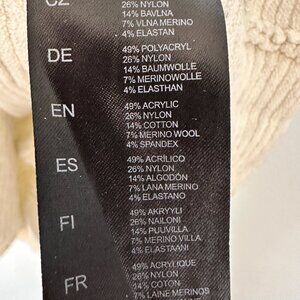 CZ
26% NYLON
14% BAVLNA
7% VLNA MERINO
4% ELASTAN
DE
49% POLYACRYL
26% NYLON
14% BAUMWOLLE
7% MERINOWOLLE
4% ELASTHAN
EN
49% ACRYLIC
26% NYLON
14% COTTON
7% MERINO WOOL
4% SPANDEX
ES
49% ACRÍLICO
26% NYLON
14% ALGODÓN
7% LANA MERINO
4% ELASTANO
FI
49% AKRYYLI
26% NAILONI
14% PUUVILLA
7% MERINO VILLA
4% ELASTAANI
FR
49% ACRYLIQUE
26% NYLON
14% COTON
7% LAINE MERINOS